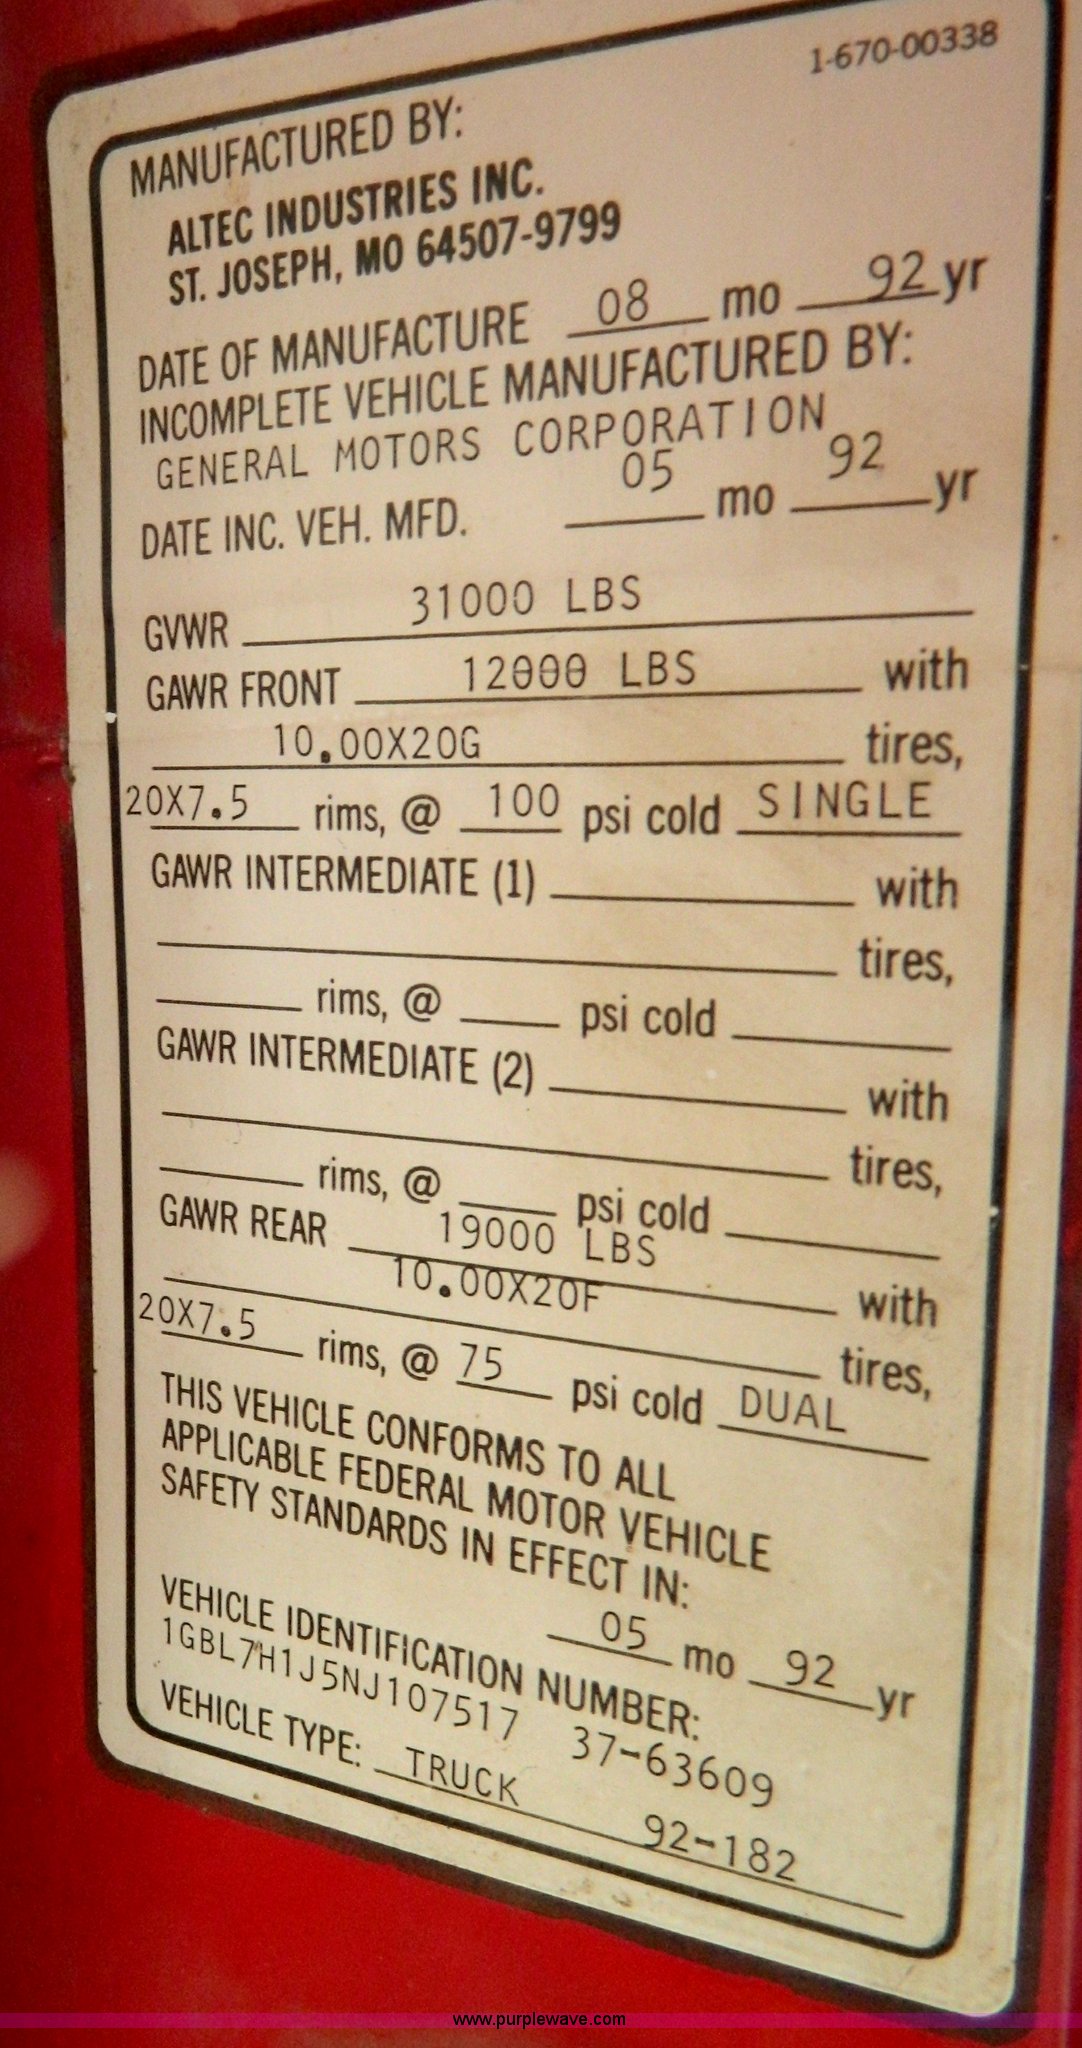 1-670-00338
MANUFACTURED BY:
ALTEC INDUSTRIES INC.
ST. JOSEPH, MO 64507-9799
DATE OF MANUFACTURE 08 mo 92 yr
INCOMPLETE VEHICLE MANUFACTURED BY:
GENERAL MOTORS CORPORATION
DATE INC. VEH. MFD. 05 mo 92 yr
GVWR 31000 LBS
GAWR FRONT 12000 LBS with
10.00X20G tires,
20X7.5 rims, @ 100 psi cold SINGLE
GAWR INTERMEDIATE (1) with
tires,
rims, @ psi cold
GAWR INTERMEDIATE (2) with
tires,
rims, @ psi cold
GAWR REAR 19000 LBS with
10.00X20F tires,
20X7.5 rims, @ 75 psi cold DUAL
THIS VEHICLE CONFORMS TO ALL
APPLICABLE FEDERAL MOTOR VEHICLE
SAFETY STANDARDS IN EFFECT IN:
05 mo 92 yr
VEHICLE IDENTIFICATION NUMBER:
1GBL7H1J5NJ107517 37-63609
VEHICLE TYPE: TRUCK 92-182
www.purplewave.com